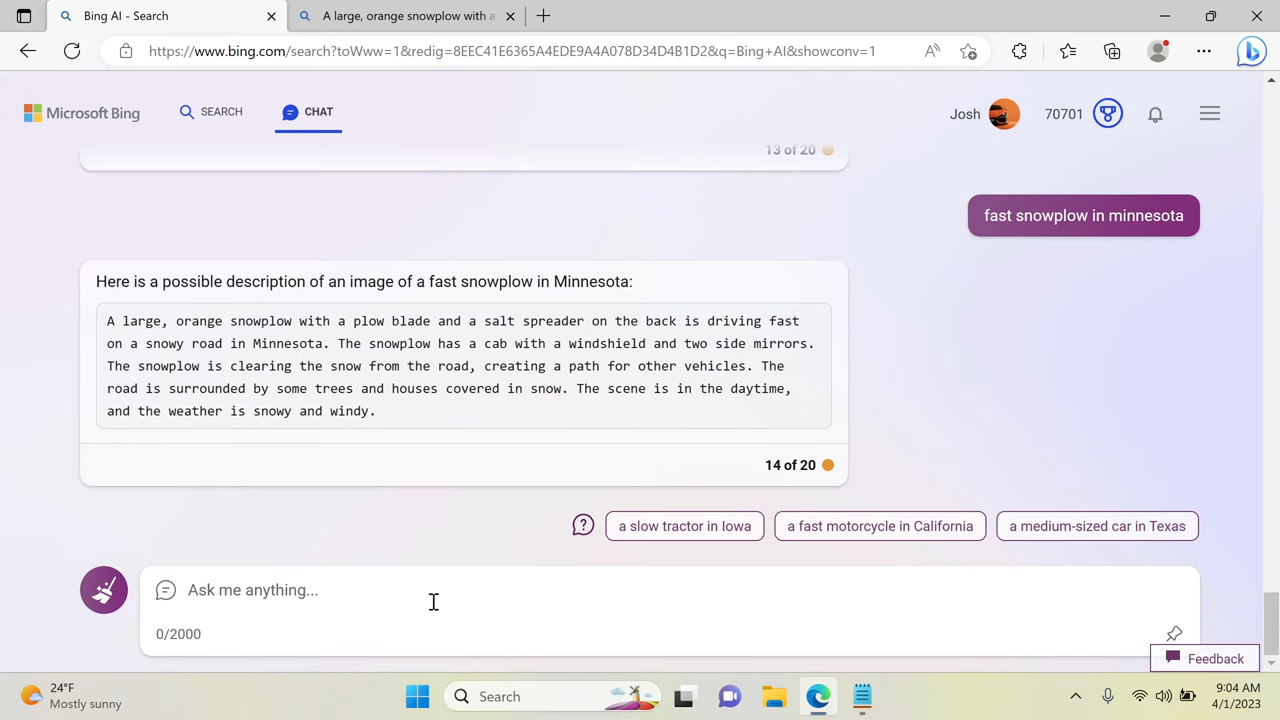 Bing AI - Search
A large, orange snowplow with a
https://www.bing.com/search?toWww=1&redig=8EEC41E6365A4EDE9A4A078D34D4B1D2&q=Bing+AI&showconv=1
Microsoft Bing
SEARCH
CHAT
Josh
70701
13 of 20
fast snowplow in minnesota
Here is a possible description of an image of a fast snowplow in Minnesota:
A large, orange snowplow with a plow blade and a salt spreader on the back is driving fast
on a snowy road in Minnesota. The snowplow has a cab with a windshield and two side mirrors.
The snowplow is clearing the snow from the road, creating a path for other vehicles. The
road is surrounded by some trees and houses covered in snow. The scene is in the daytime,
and the weather is snowy and windy.
14 of 20
a slow tractor in Iowa
a fast motorcycle in California
a medium-sized car in Texas
Ask me anything...
0/2000
Feedback
24°F
Mostly sunny
Search
9:04 AM
4/1/2023